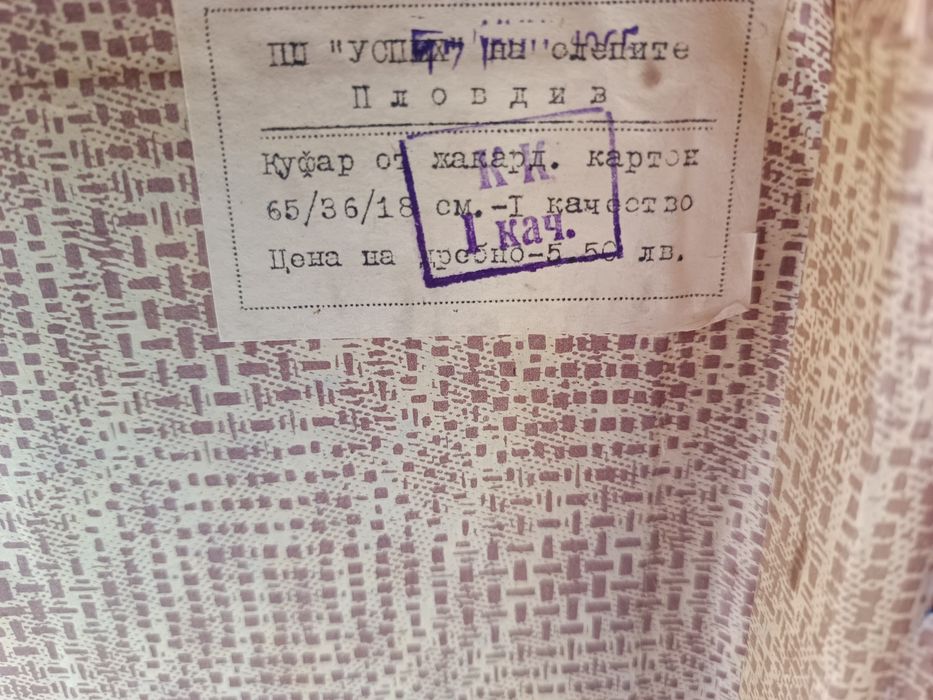 ПП "УСПЕХ" на слепите
Пловдив
Куфар от жакард. картон
65/36/18 см.-I качество
Цена на дребно-5.50 лв.
К.К.
I кач.